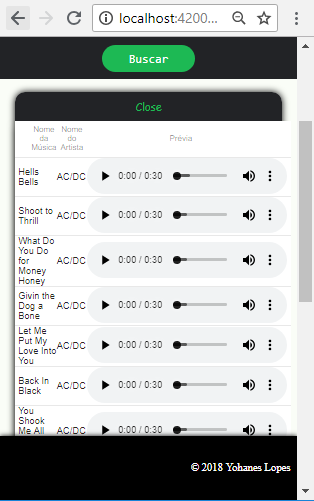 localhost:4200...
Buscar
Close
Nome
da
Música
Nome
do
Artista
Prévia
Hells
Bells
AC/DC
0:00 / 0:30
Shoot to
Thrill
AC/DC
0:00 / 0:30
What Do
You Do
for
Money
Honey
AC/DC
0:00 / 0:30
Givin the
Dog a
Bone
AC/DC
0:00 / 0:30
Let Me
Put My
Love Into
You
AC/DC
0:00 / 0:30
Back In
Black
AC/DC
0:00 / 0:30
You
Shook
Me All
AC/DC
0:00 / 0:30
© 2018 Yohanes Lopes